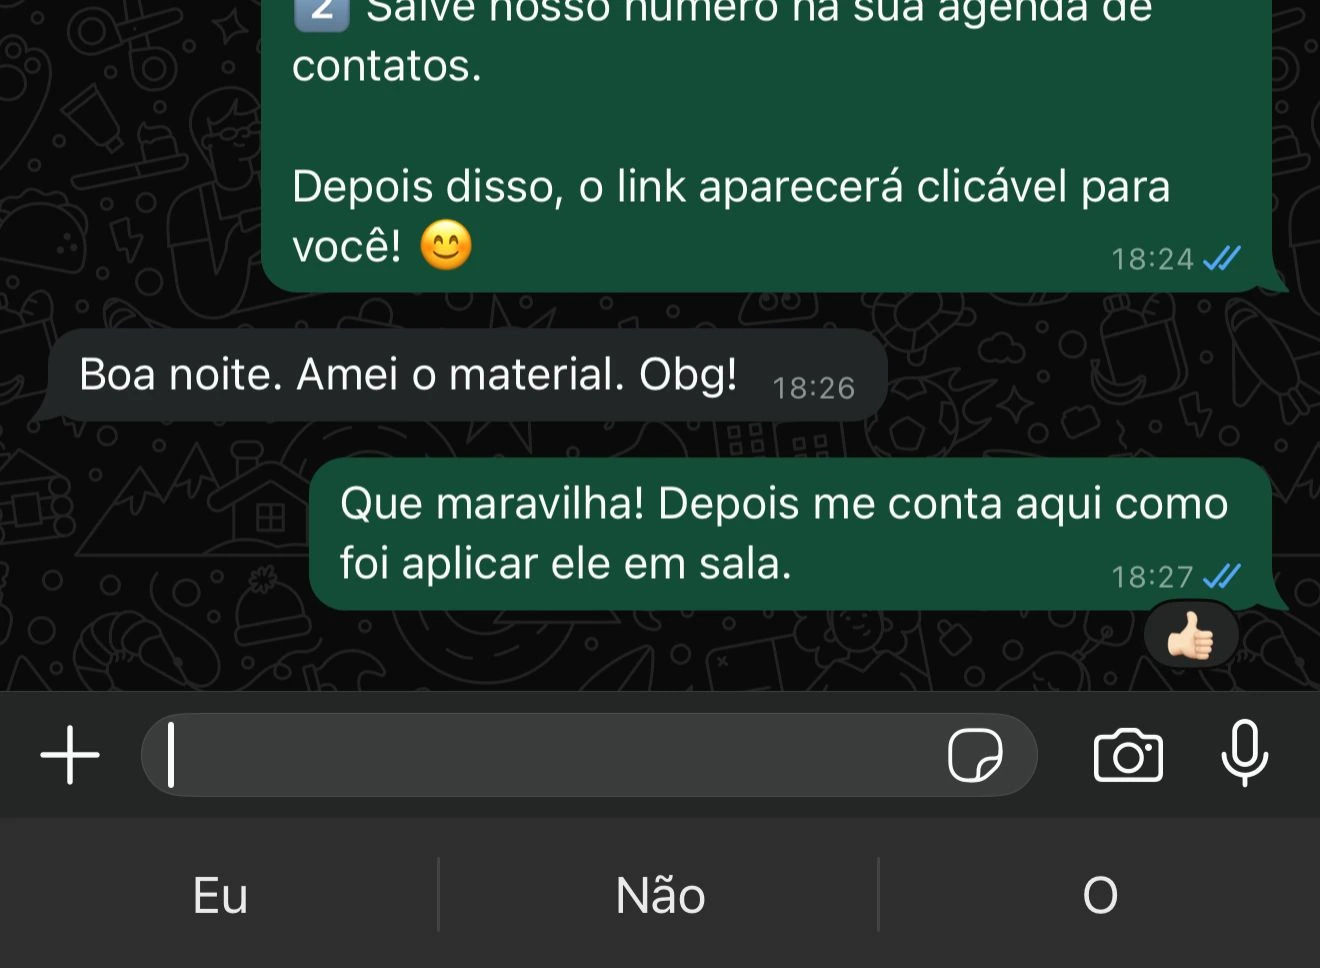 2️⃣ Salve nosso número na sua agenda de
contatos.
Depois disso, o link aparecerá clicável para
você! 😊
18:24
Boa noite. Amei o material. Obg!
18:26
Que maravilha! Depois me conta aqui como
foi aplicar ele em sala.
18:27
Eu
Não
O